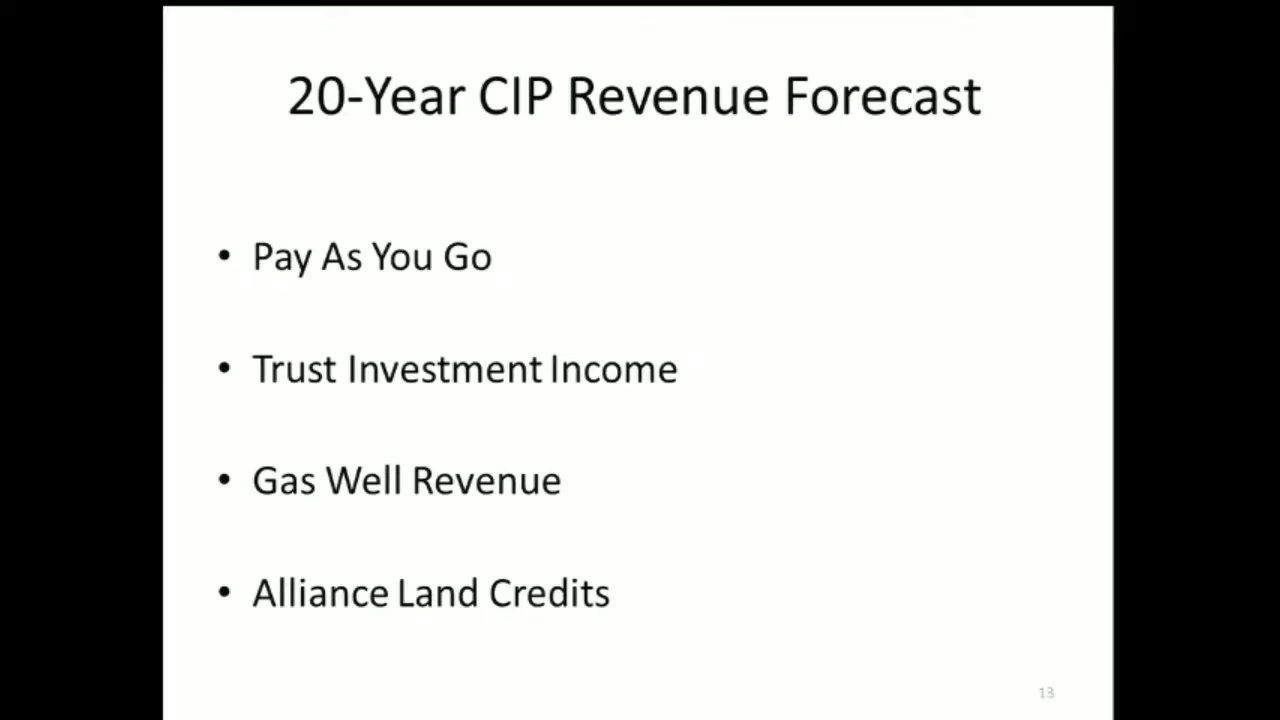 20-Year CIP Revenue Forecast
• Pay As You Go
• Trust Investment Income
• Gas Well Revenue
• Alliance Land Credits
13